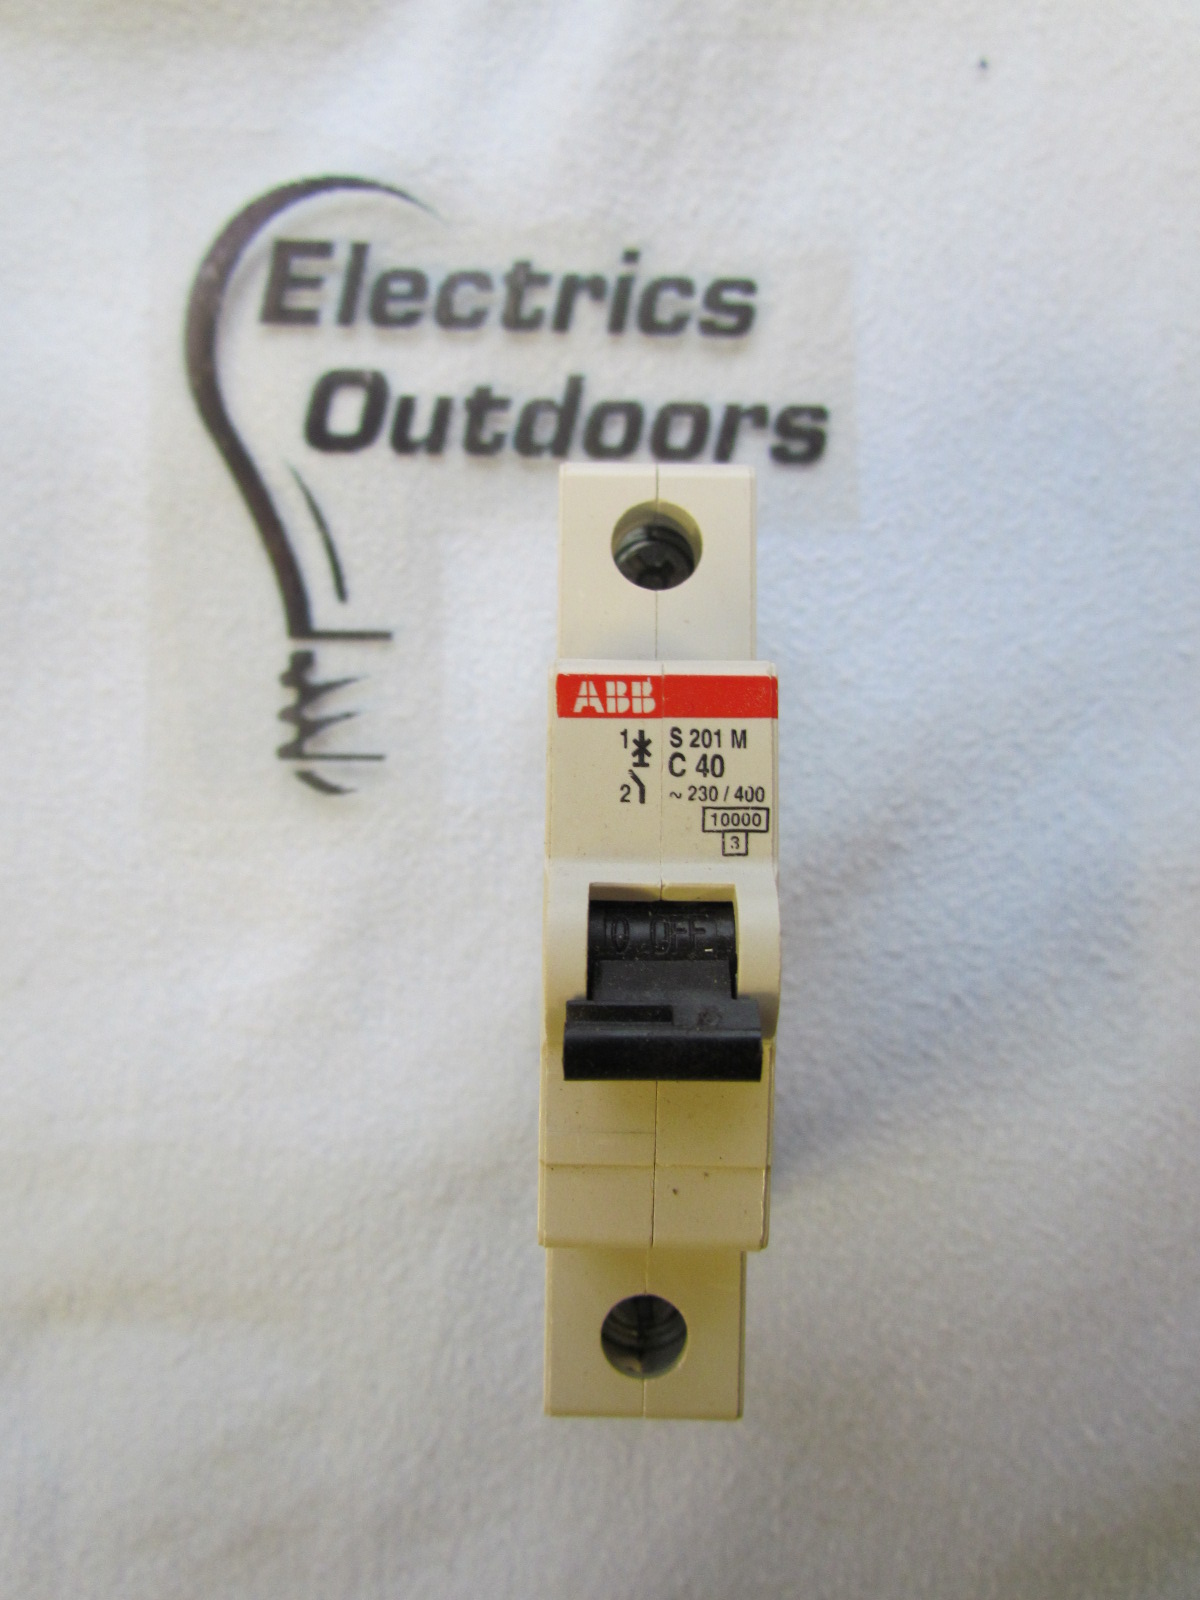 Electrics
Outdoors
ABB
1 S 201 M
C 40
2 ~ 230 / 400
10000
3
O OFF